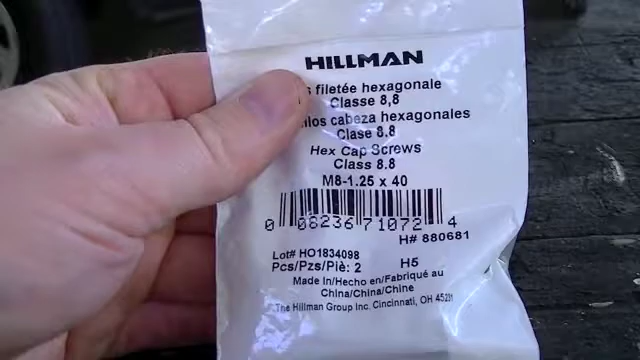 HILLMAN
filetée hexagonale
Classe 8,8
cabeza hexagonales
Clase 8.8
Hex Cap Screws
Class 8.8
M8-1.25 x 40
0 08236 71072 4
H# 880681
Lot# HO1834098
H5
Pcs/Pzs/Piè: 2
Made in/Hecho en/Fabriqué au
China/China/Chine
The Hillman Group Inc. Cincinnati, OH 45231